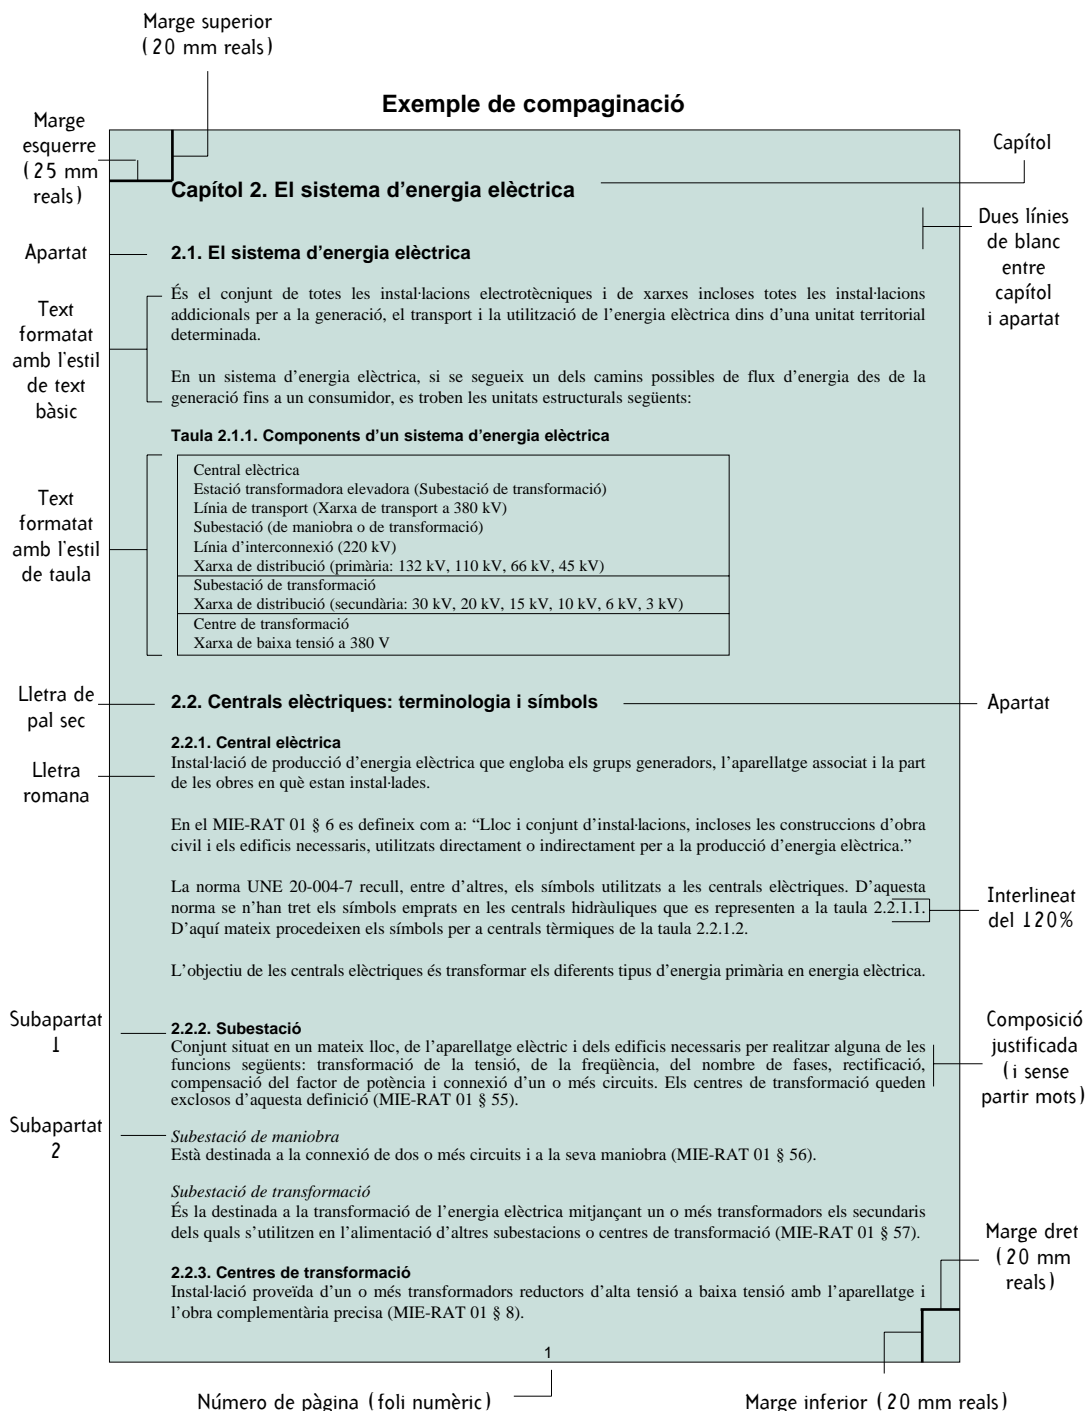 Marge superior
(20 mm reals)
Exemple de compaginació
Marge
esquerre
(25 mm
reals)
Capítol
Capítol 2. El sistema d'energia elèctrica
Dues línies
de blanc
entre
capítol
i apartat
Apartat
2.1. El sistema d'energia elèctrica
Text
formatat
amb l'estil
de text
bàsic
És el conjunt de totes les instal·lacions electrotècniques i de xarxes incloses totes les instal·lacions
addicionals per a la generació, el transport i la utilització de l'energia elèctrica dins d'una unitat territorial
determinada.
En un sistema d'energia elèctrica, si se segueix un dels camins possibles de flux d'energia des de la
generació fins a un consumidor, es troben les unitats estructurals següents:
Taula 2.1.1. Components d'un sistema d'energia elèctrica
Text
formatat
amb l'estil
de taula
Central elèctrica
Estació transformadora elevadora (Subestació de transformació)
Línia de transport (Xarxa de transport a 380 kV)
Subestació (de maniobra o de transformació)
Línia d'interconnexió (220 kV)
Xarxa de distribució (primària: 132 kV, 110 kV, 66 kV, 45 kV)
Subestació de transformació
Xarxa de distribució (secundària: 30 kV, 20 kV, 15 kV, 10 kV, 6 kV, 3 kV)
Centre de transformació
Xarxa de baixa tensió a 380 V
Lletra de
pal sec
2.2. Centrals elèctriques: terminologia i símbols
Apartat
2.2.1. Central elèctrica
Lletra
romana
Instal·lació de producció d'energia elèctrica que engloba els grups generadors, l'aparellatge associat i la part
de les obres en què estan instal·lades.
En el MIE-RAT 01 § 6 es defineix com a: “Lloc i conjunt d'instal·lacions, incloses les construccions d'obra
civil i els edificis necessaris, utilitzats directament o indirectament per a la producció d'energia elèctrica.”
La norma UNE 20-004-7 recull, entre d'altres, els símbols utilitzats a les centrals elèctriques. D'aquesta
norma se n'han tret els símbols emprats en les centrals hidràuliques que es representen a la taula 2.2.1.1.
D'aquí mateix procedeixen els símbols per a centrals tèrmiques de la taula 2.2.1.2.
Interlineat
del 120%
L'objectiu de les centrals elèctriques és transformar els diferents tipus d'energia primària en energia elèctrica.
Subapartat
1
2.2.2. Subestació
Conjunt situat en un mateix lloc, de l'aparellatge elèctric i dels edificis necessaris per realitzar alguna de les
funcions següents: transformació de la tensió, de la freqüència, del nombre de fases, rectificació,
compensació del factor de potència i connexió d'un o més circuits. Els centres de transformació queden
exclosos d'aquesta definició (MIE-RAT 01 § 55).
Composició
justificada
(i sense
partir mots)
Subapartat
2
Subestació de maniobra
Està destinada a la connexió de dos o més circuits i a la seva maniobra (MIE-RAT 01 § 56).
Subestació de transformació
És la destinada a la transformació de l'energia elèctrica mitjançant un o més transformadors els secundaris
dels quals s'utilitzen en l'alimentació d'altres subestacions o centres de transformació (MIE-RAT 01 § 57).
Marge dret
(20 mm
reals)
2.2.3. Centres de transformació
Instal·lació proveïda d'un o més transformadors reductors d'alta tensió a baixa tensió amb l'aparellatge i
l'obra complementària precisa (MIE-RAT 01 § 8).
1
Número de pàgina (foli numèric)
Marge inferior (20 mm reals)